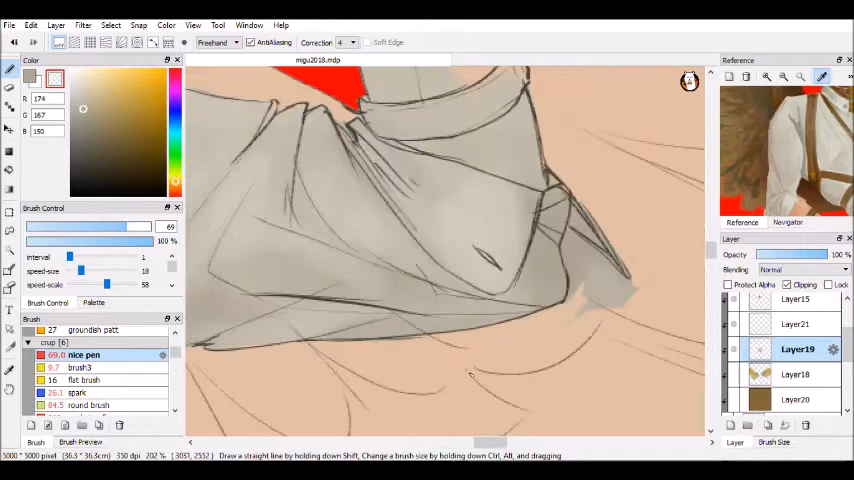 File Edit Layer Filter Select Snap Color View Tool Window Help
OFF Freehand AntiAliasing Correction 4 Soft Edge
migu2018.mdp
Color
R 174
G 167
B 150
Brush Control
69
100 %
interval 1
speed-size 18
speed-scale 58
Brush Control Palette
Brush
27 groundish patt
crup [6]
69.0 nice pen
9.7 brush3
16 flat brush
26.1 spark
84.5 round brush
Brush Brush Preview
Reference
Reference Navigator
Layer
Opacity 100 %
Blending Normal
Protect Alpha Clipping Lock
Layer15
Layer21
Layer19
Layer18
Layer20
Layer Brush Size
5000 * 5000 pixel (36.3 * 36.3cm) 350 dpi 202 % ( 3031, 2552 ) Draw a straight line by holding down Shift, Change a brush size by holding down Ctrl, Alt, and dragging